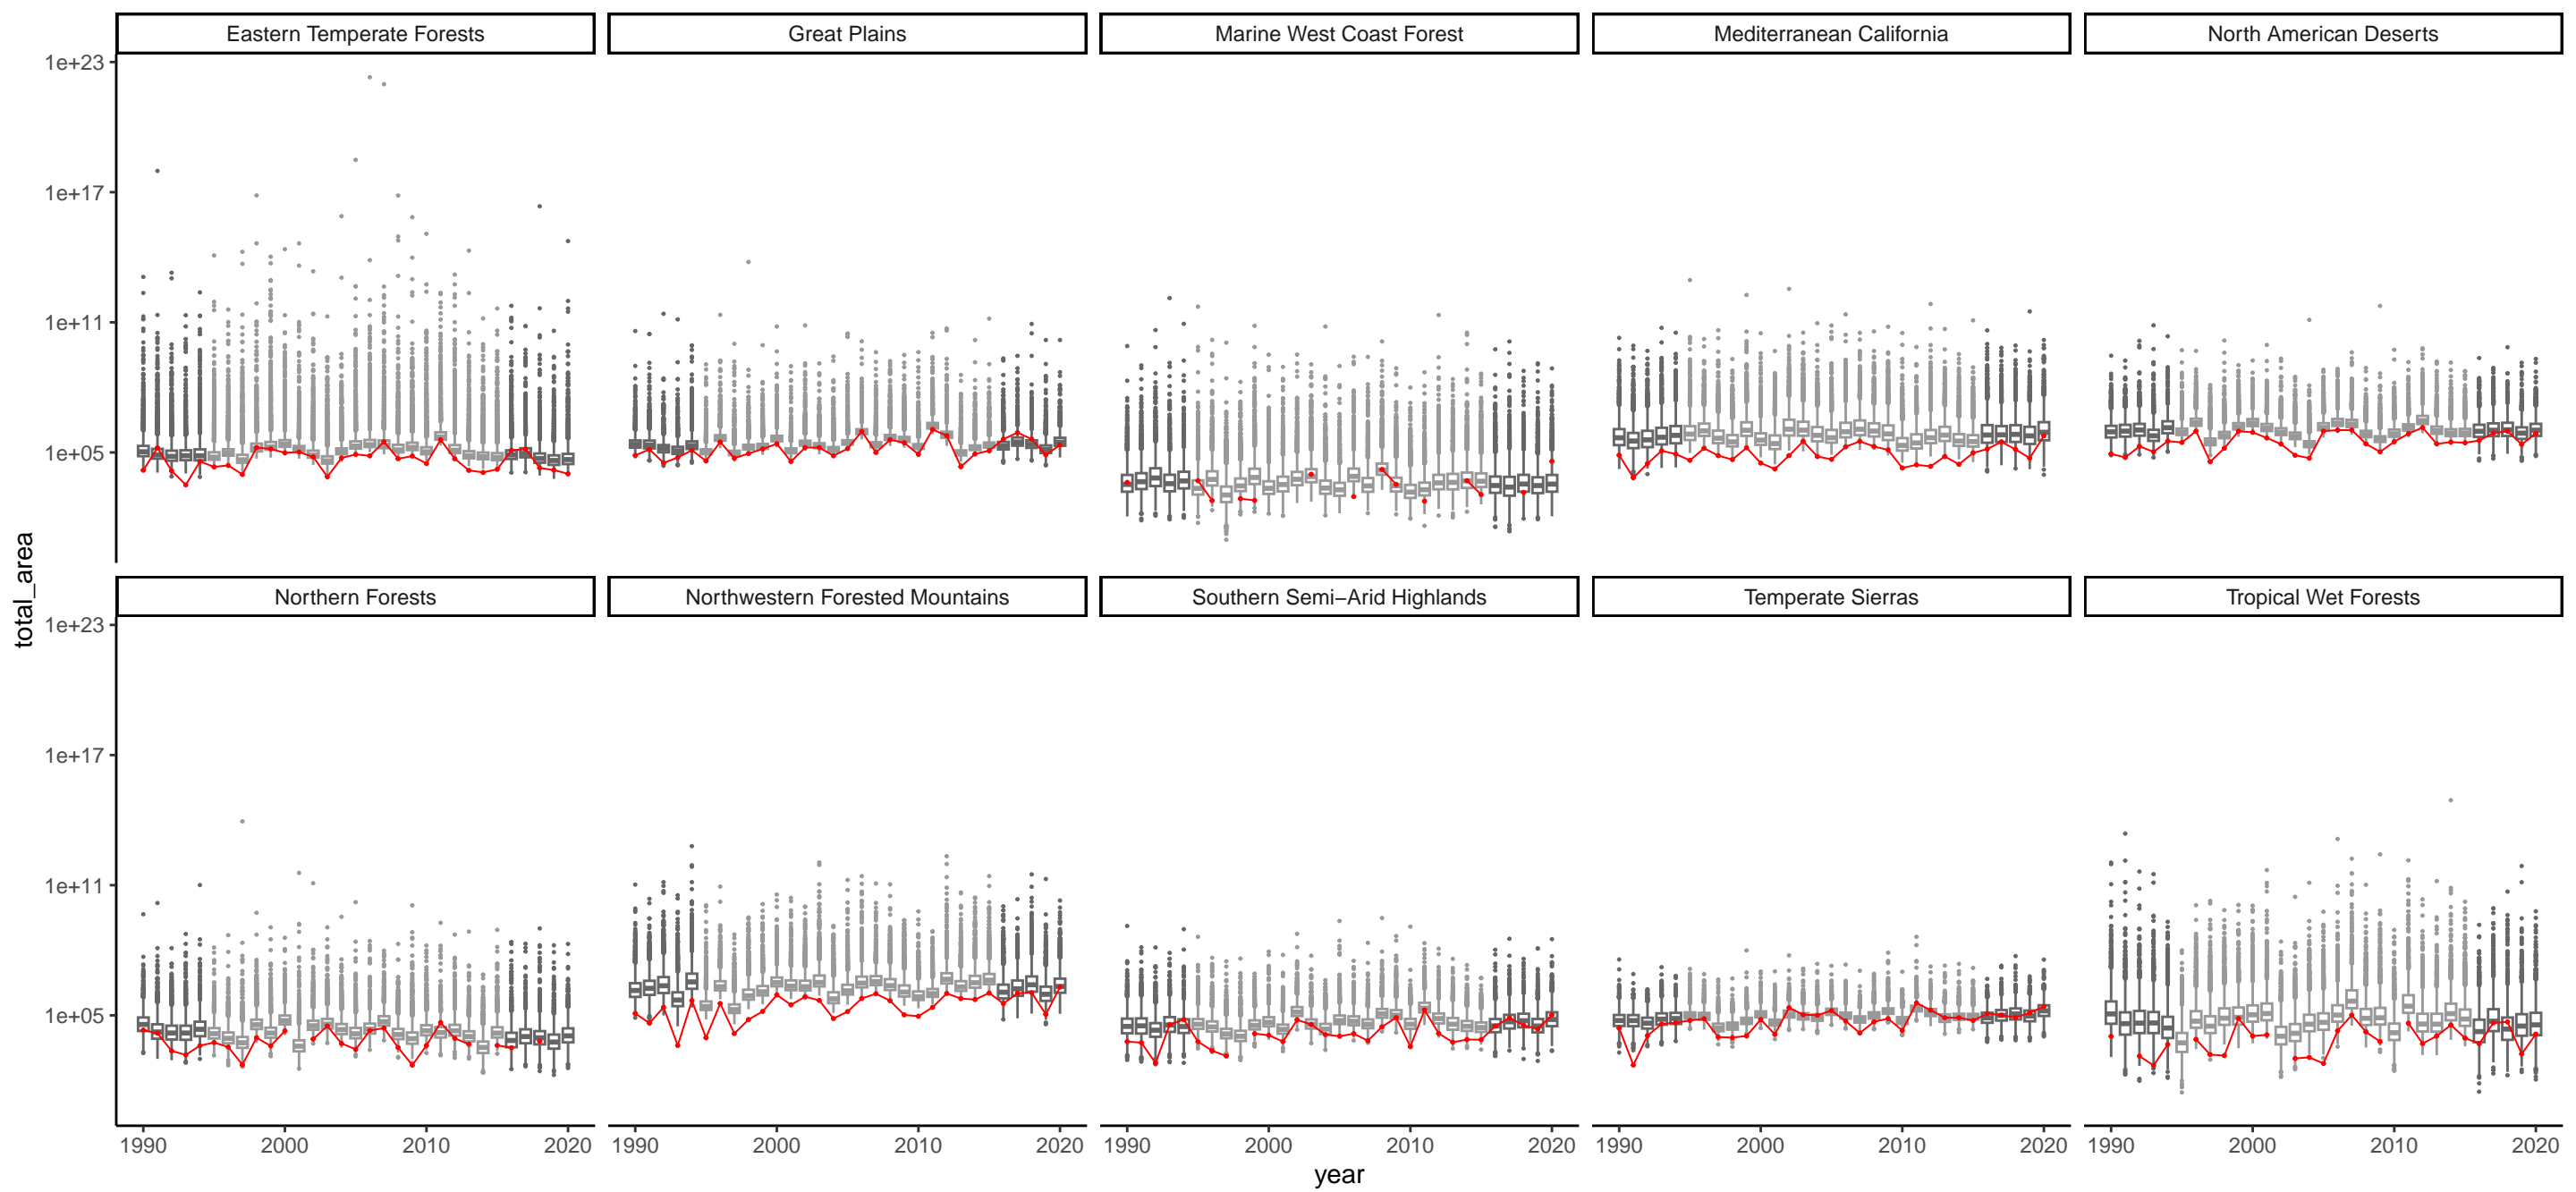 Eastern Temperate Forests
Great Plains
Marine West Coast Forest
Mediterranean California
North American Deserts
1e+23
1e+17
1e+11
1e+05
Northern Forests
Northwestern Forested Mountains
Southern Semi−Arid Highlands
Temperate Sierras
Tropical Wet Forests
1e+23
1e+17
1e+11
1e+05
total_area
1990 2000 2010 2020
1990 2000 2010 2020
1990 2000 2010 2020
1990 2000 2010 2020
1990 2000 2010 2020
year